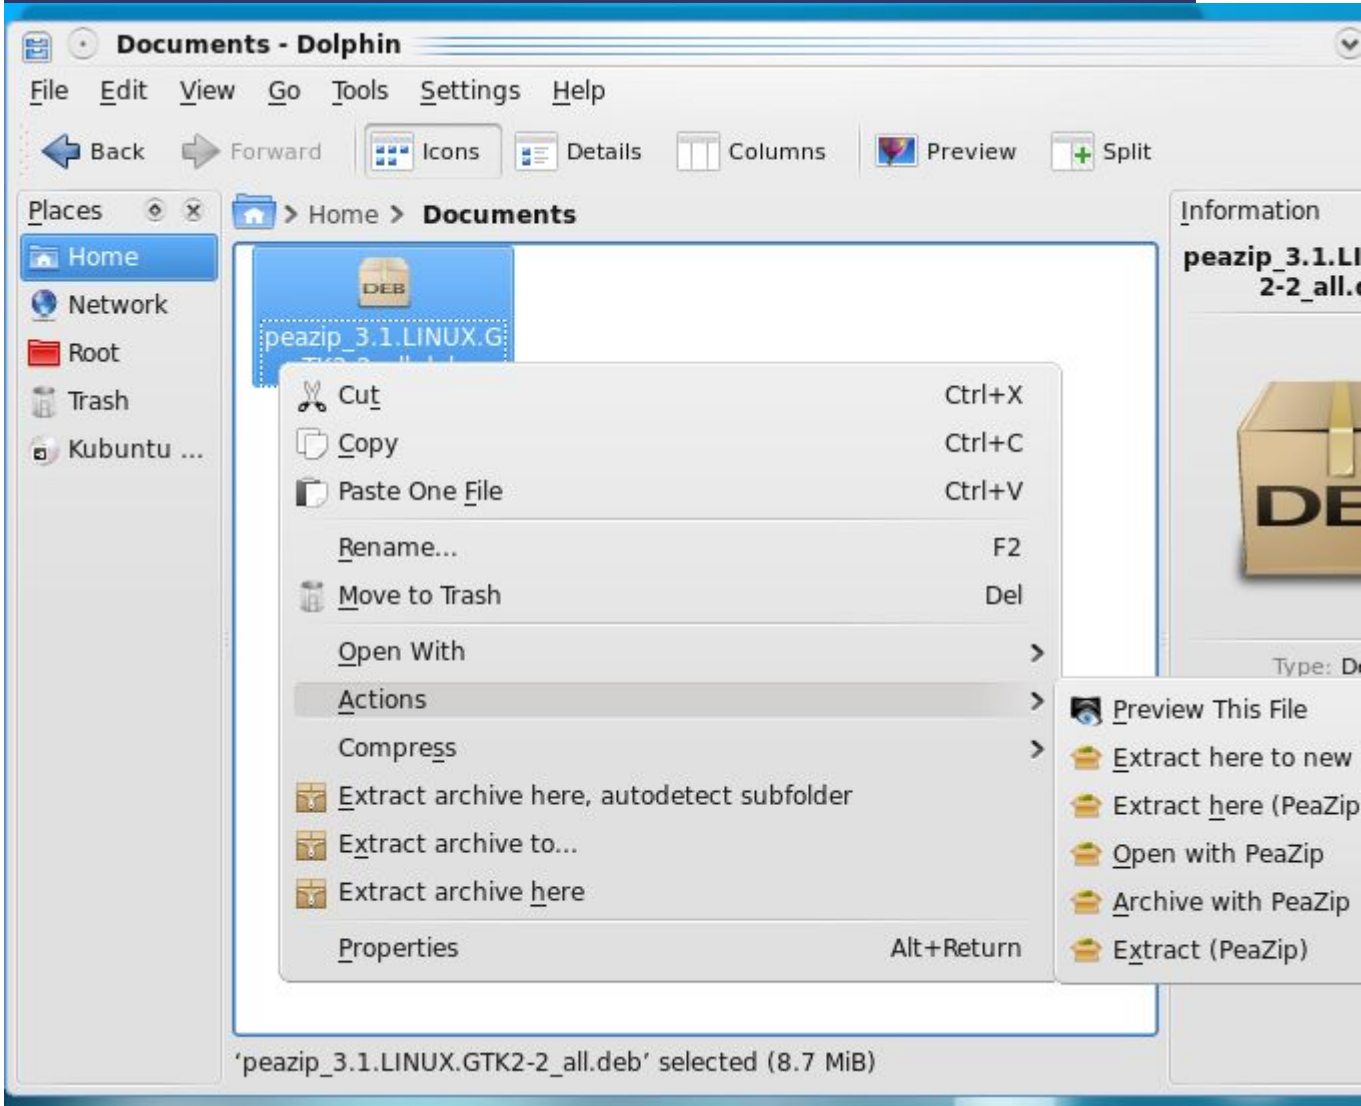 Documents - Dolphin
File Edit View Go Tools Settings Help
Back Forward Icons Details Columns Preview Split
Places
Home
Network
Root
Trash
Kubuntu ...
Home > Documents
DEB
peazip_3.1.LINUX.G
Cut Ctrl+X
Copy Ctrl+C
Paste One File Ctrl+V
Rename... F2
Move to Trash Del
Open With
Actions
Compress
Extract archive here, autodetect subfolder
Extract archive to...
Extract archive here
Properties Alt+Return
Preview This File
Extract here to new
Extract here (PeaZip
Open with PeaZip
Archive with PeaZip
Extract (PeaZip)
Information
peazip_3.1.LI
2-2_all.
DE
Type: De
'peazip_3.1.LINUX.GTK2-2_all.deb' selected (8.7 MiB)